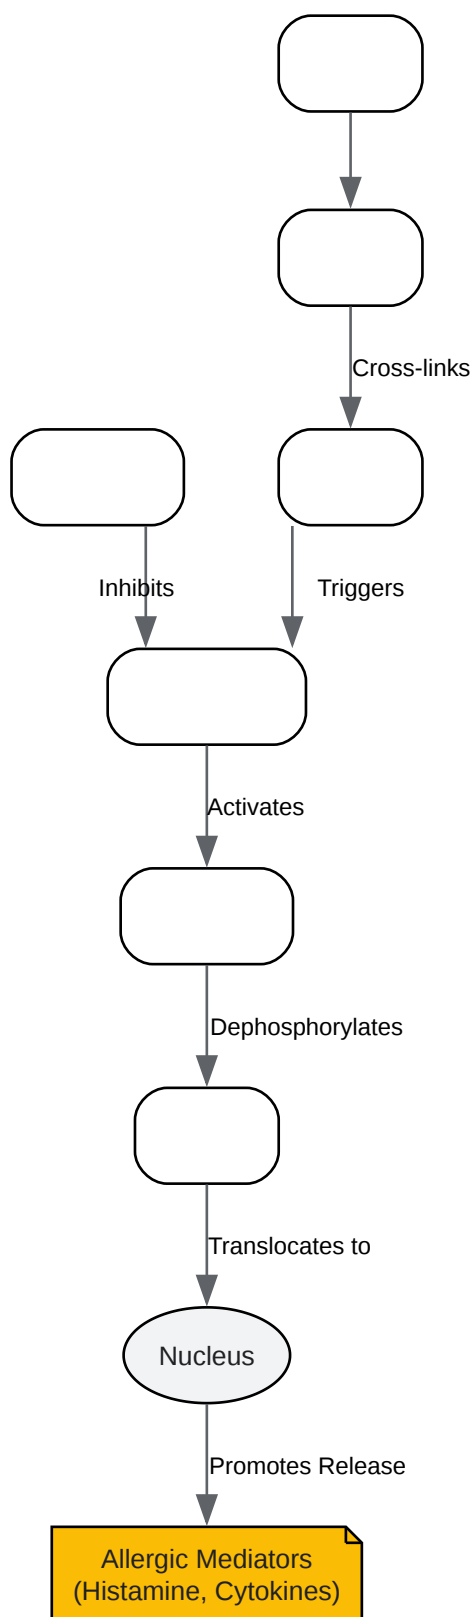 Cross-links
Inhibits
Triggers
Activates
Dephosphorylates
Translocates to
Nucleus
Promotes Release
Allergic Mediators
(Histamine, Cytokines)